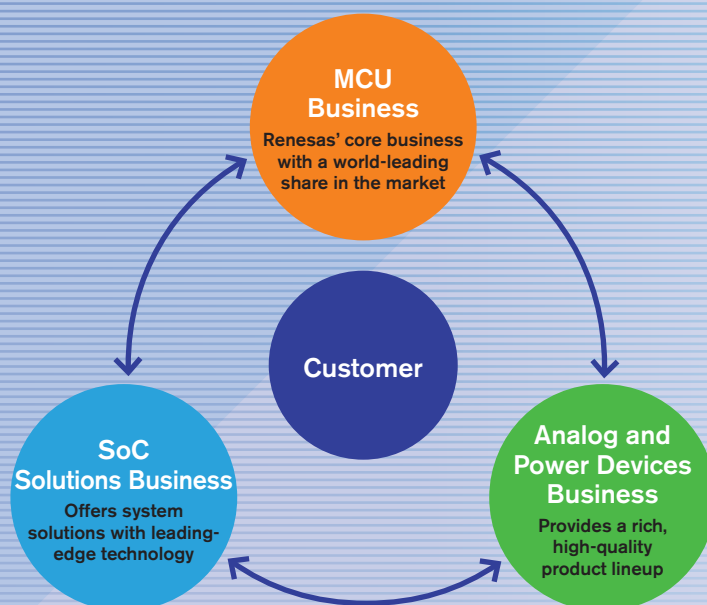 MCU
Business
Renesas' core business
with a world-leading
share in the market
Customer
SoC
Solutions Business
Offers system
solutions with leading-
edge technology
Analog and
Power Devices
Business
Provides a rich,
high-quality
product lineup